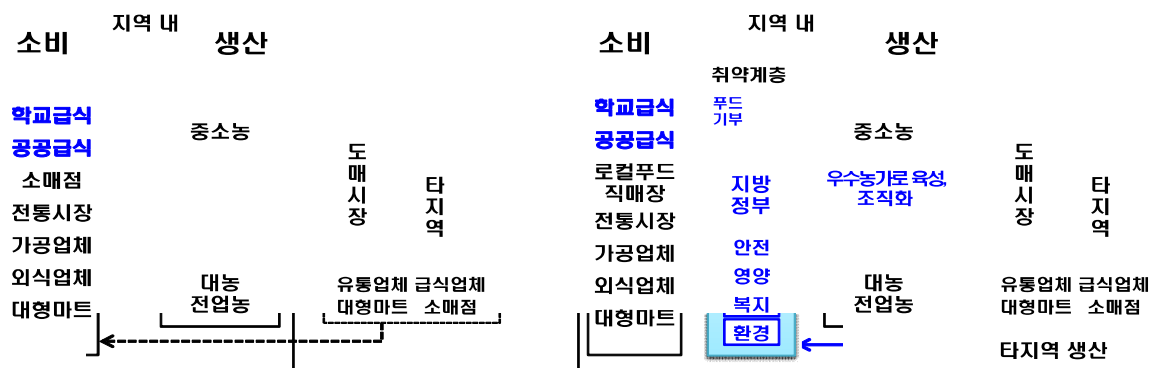 지역 내
소비
생산
학교급식
공공급식
소매점
전통시장
가공업체
외식업체
대형마트
중소농
대농
전업농
도매시장
타지역
유통업체 급식업체
대형마트 소매점
지역 내
소비
생산
취약계층
학교급식
공공급식
로컬푸드
직매장
전통시장
가공업체
외식업체
대형마트
푸드
기부
지방
정부
안전
영양
복지
환경
중소농
우수농가로 육성,
조직화
대농
전업농
도매시장
타지역
유통업체 급식업체
대형마트 소매점
타지역 생산